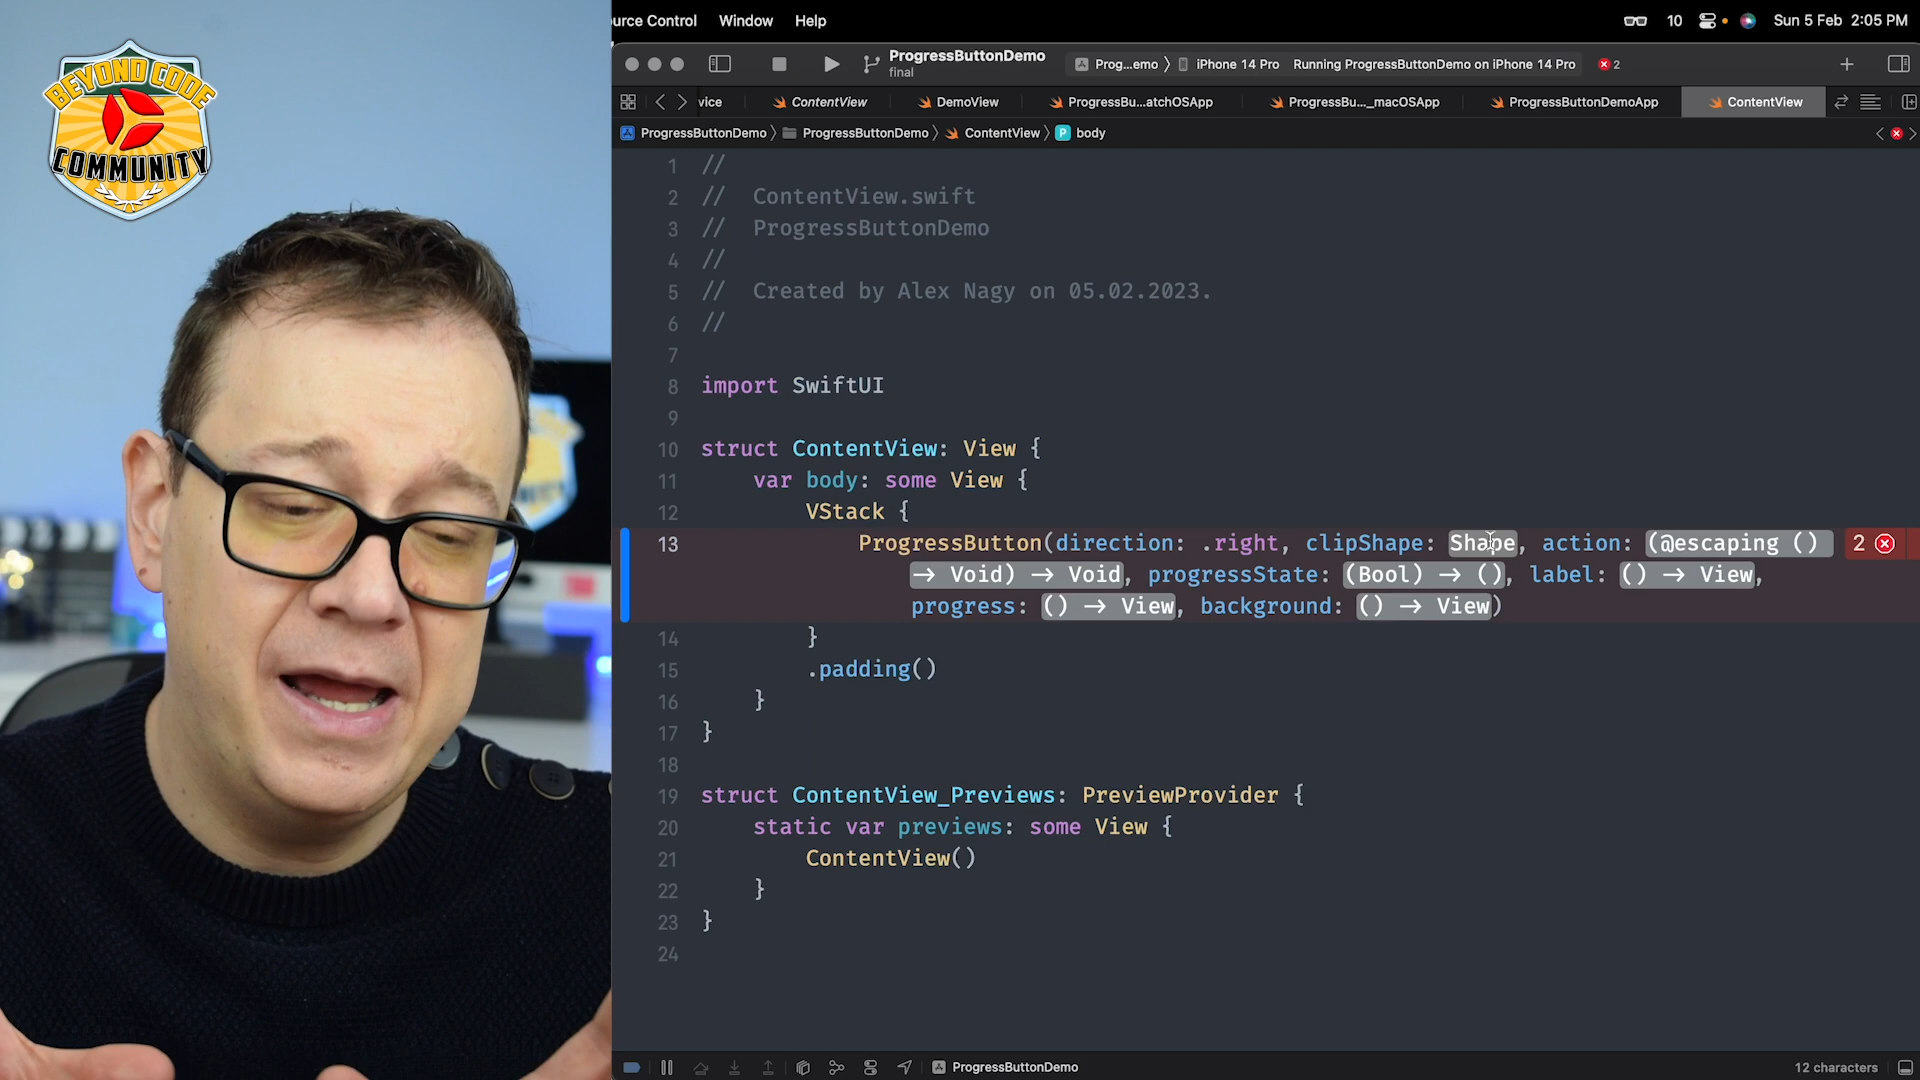 BEYOND CODE
COMMUNITY
urce Control Window Help
10 Sun 5 Feb 2:05 PM
ProgressButtonDemo
final
Prog…emo 〉 iPhone 14 Pro Running ProgressButtonDemo on iPhone 14 Pro 2
vice ContentView DemoView ProgressBu…atchOSApp ProgressBu…_macOSApp ProgressButtonDemoApp ContentView
ProgressButtonDemo 〉 ProgressButtonDemo 〉 ContentView 〉 P body
1 //
2 // ContentView.swift
3 // ProgressButtonDemo
4 //
5 // Created by Alex Nagy on 05.02.2023.
6 //
7
8 import SwiftUI
9
10 struct ContentView: View {
11 var body: some View {
12 VStack {
13 ProgressButton(direction: .right, clipShape: Shape, action: (@escaping () 2
→ Void) → Void, progressState: (Bool) → (), label: () → View,
progress: () → View, background: () → View)
14 }
15 .padding()
16 }
17 }
18
19 struct ContentView_Previews: PreviewProvider {
20 static var previews: some View {
21 ContentView()
22 }
23 }
24
ProgressButtonDemo 12 characters